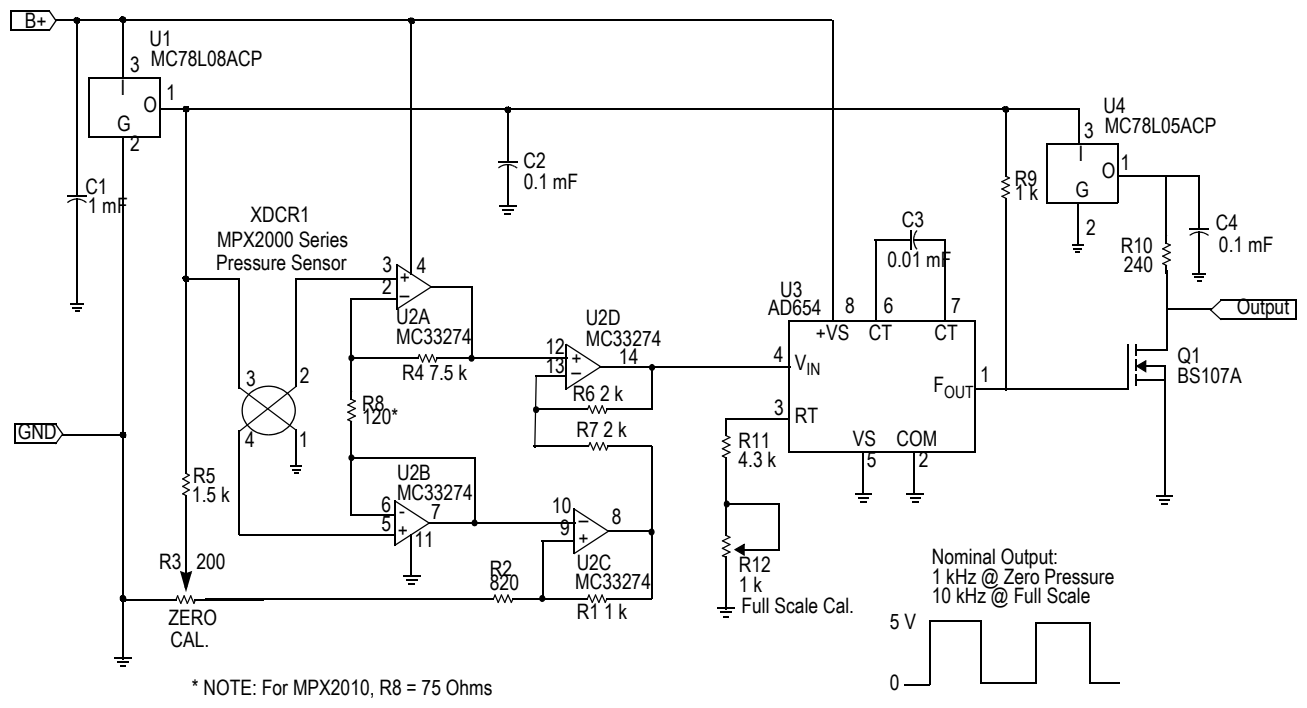 B+
U1
MC78L08ACP
3
I
O
1
G
2
C1
1 mF
C2
0.1 mF
U4
MC78L05ACP
3
I
O
1
G
2
R9
1 k
R10
240
C4
0.1 mF
XDCR1
MPX2000 Series
Pressure Sensor
3
2
4
1
3
4
+
2
–
U2A
MC33274
R4 7.5 k
R8
120*
U2B
MC33274
6
-
5
+
7
11
U2D
MC33274
12
+
13
–
14
R6 2 k
R7 2 k
10
–
9
+
8
U2C
MC33274
R2
820
R1 1 k
C3
0.01 mF
U3
AD654
8
6
7
+VS
CT
CT
4
VIN
3
RT
FOUT
1
VS
COM
5
2
R11
4.3 k
R12
1 k
Full Scale Cal.
Output
Q1
BS107A
GND
R5
1.5 k
R3
200
ZERO
CAL.
Nominal Output:
1 kHz @ Zero Pressure
10 kHz @ Full Scale
5 V
0
* NOTE: For MPX2010, R8 = 75 Ohms